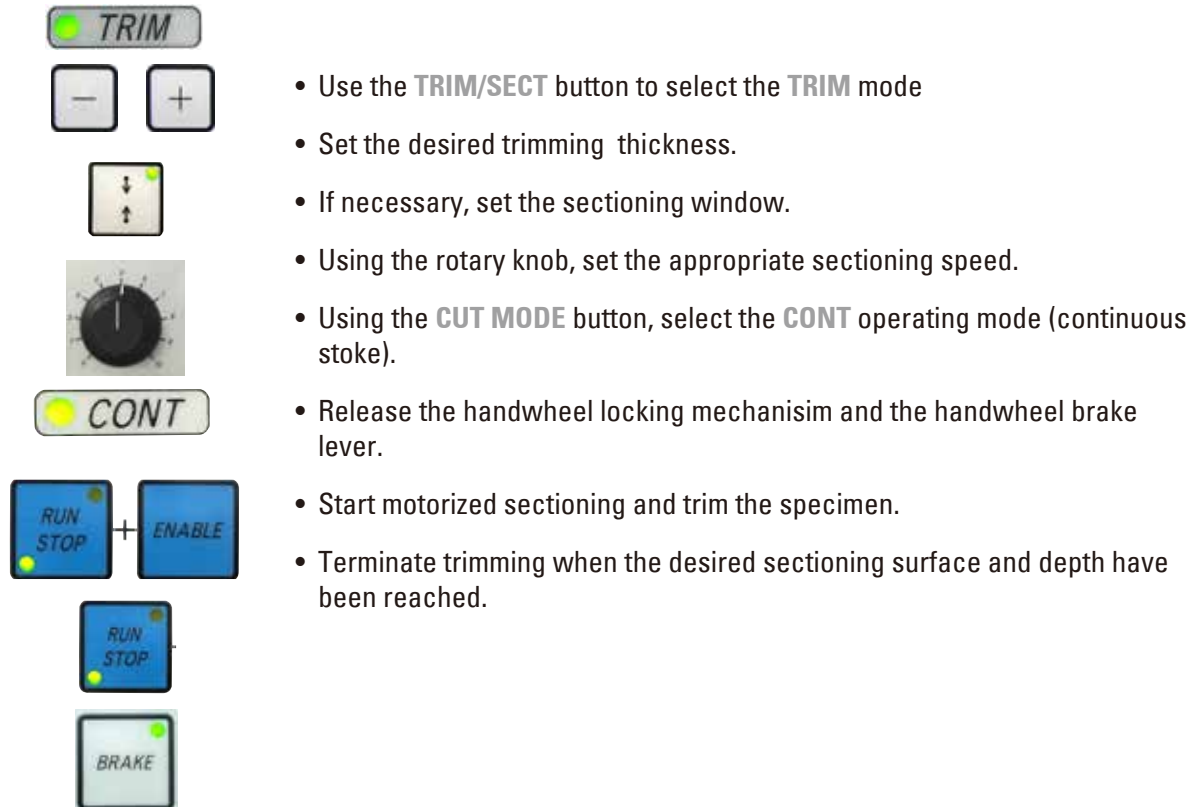 TRIM
− +
CONT
RUN
STOP
+
ENABLE
RUN
STOP
BRAKE
• Use the TRIM/SECT button to select the TRIM mode
• Set the desired trimming thickness.
• If necessary, set the sectioning window.
• Using the rotary knob, set the appropriate sectioning speed.
• Using the CUT MODE button, select the CONT operating mode (continuous
stoke).
• Release the handwheel locking mechanisim and the handwheel brake
lever.
• Start motorized sectioning and trim the specimen.
• Terminate trimming when the desired sectioning surface and depth have
been reached.